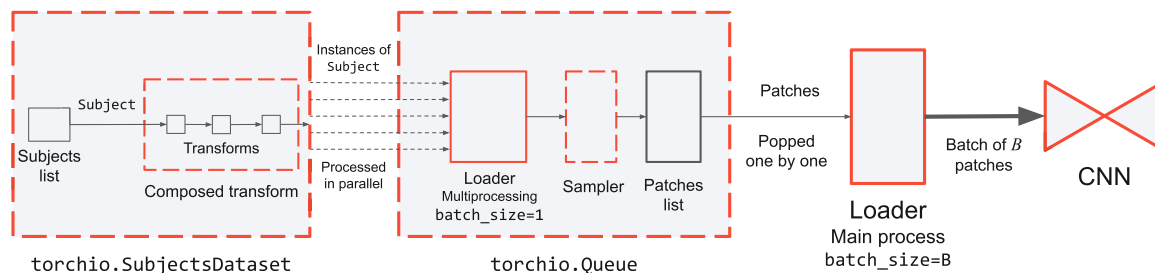 Subject
Subjects
list
Transforms
Composed transform
torchio.SubjectsDataset
Instances of
Subject
Processed
in parallel
Loader
Multiprocessing
batch_size=1
Sampler
Patches
list
torchio.Queue
Patches
Popped
one by one
Loader
Main process
batch_size=B
Batch of B
patches
CNN